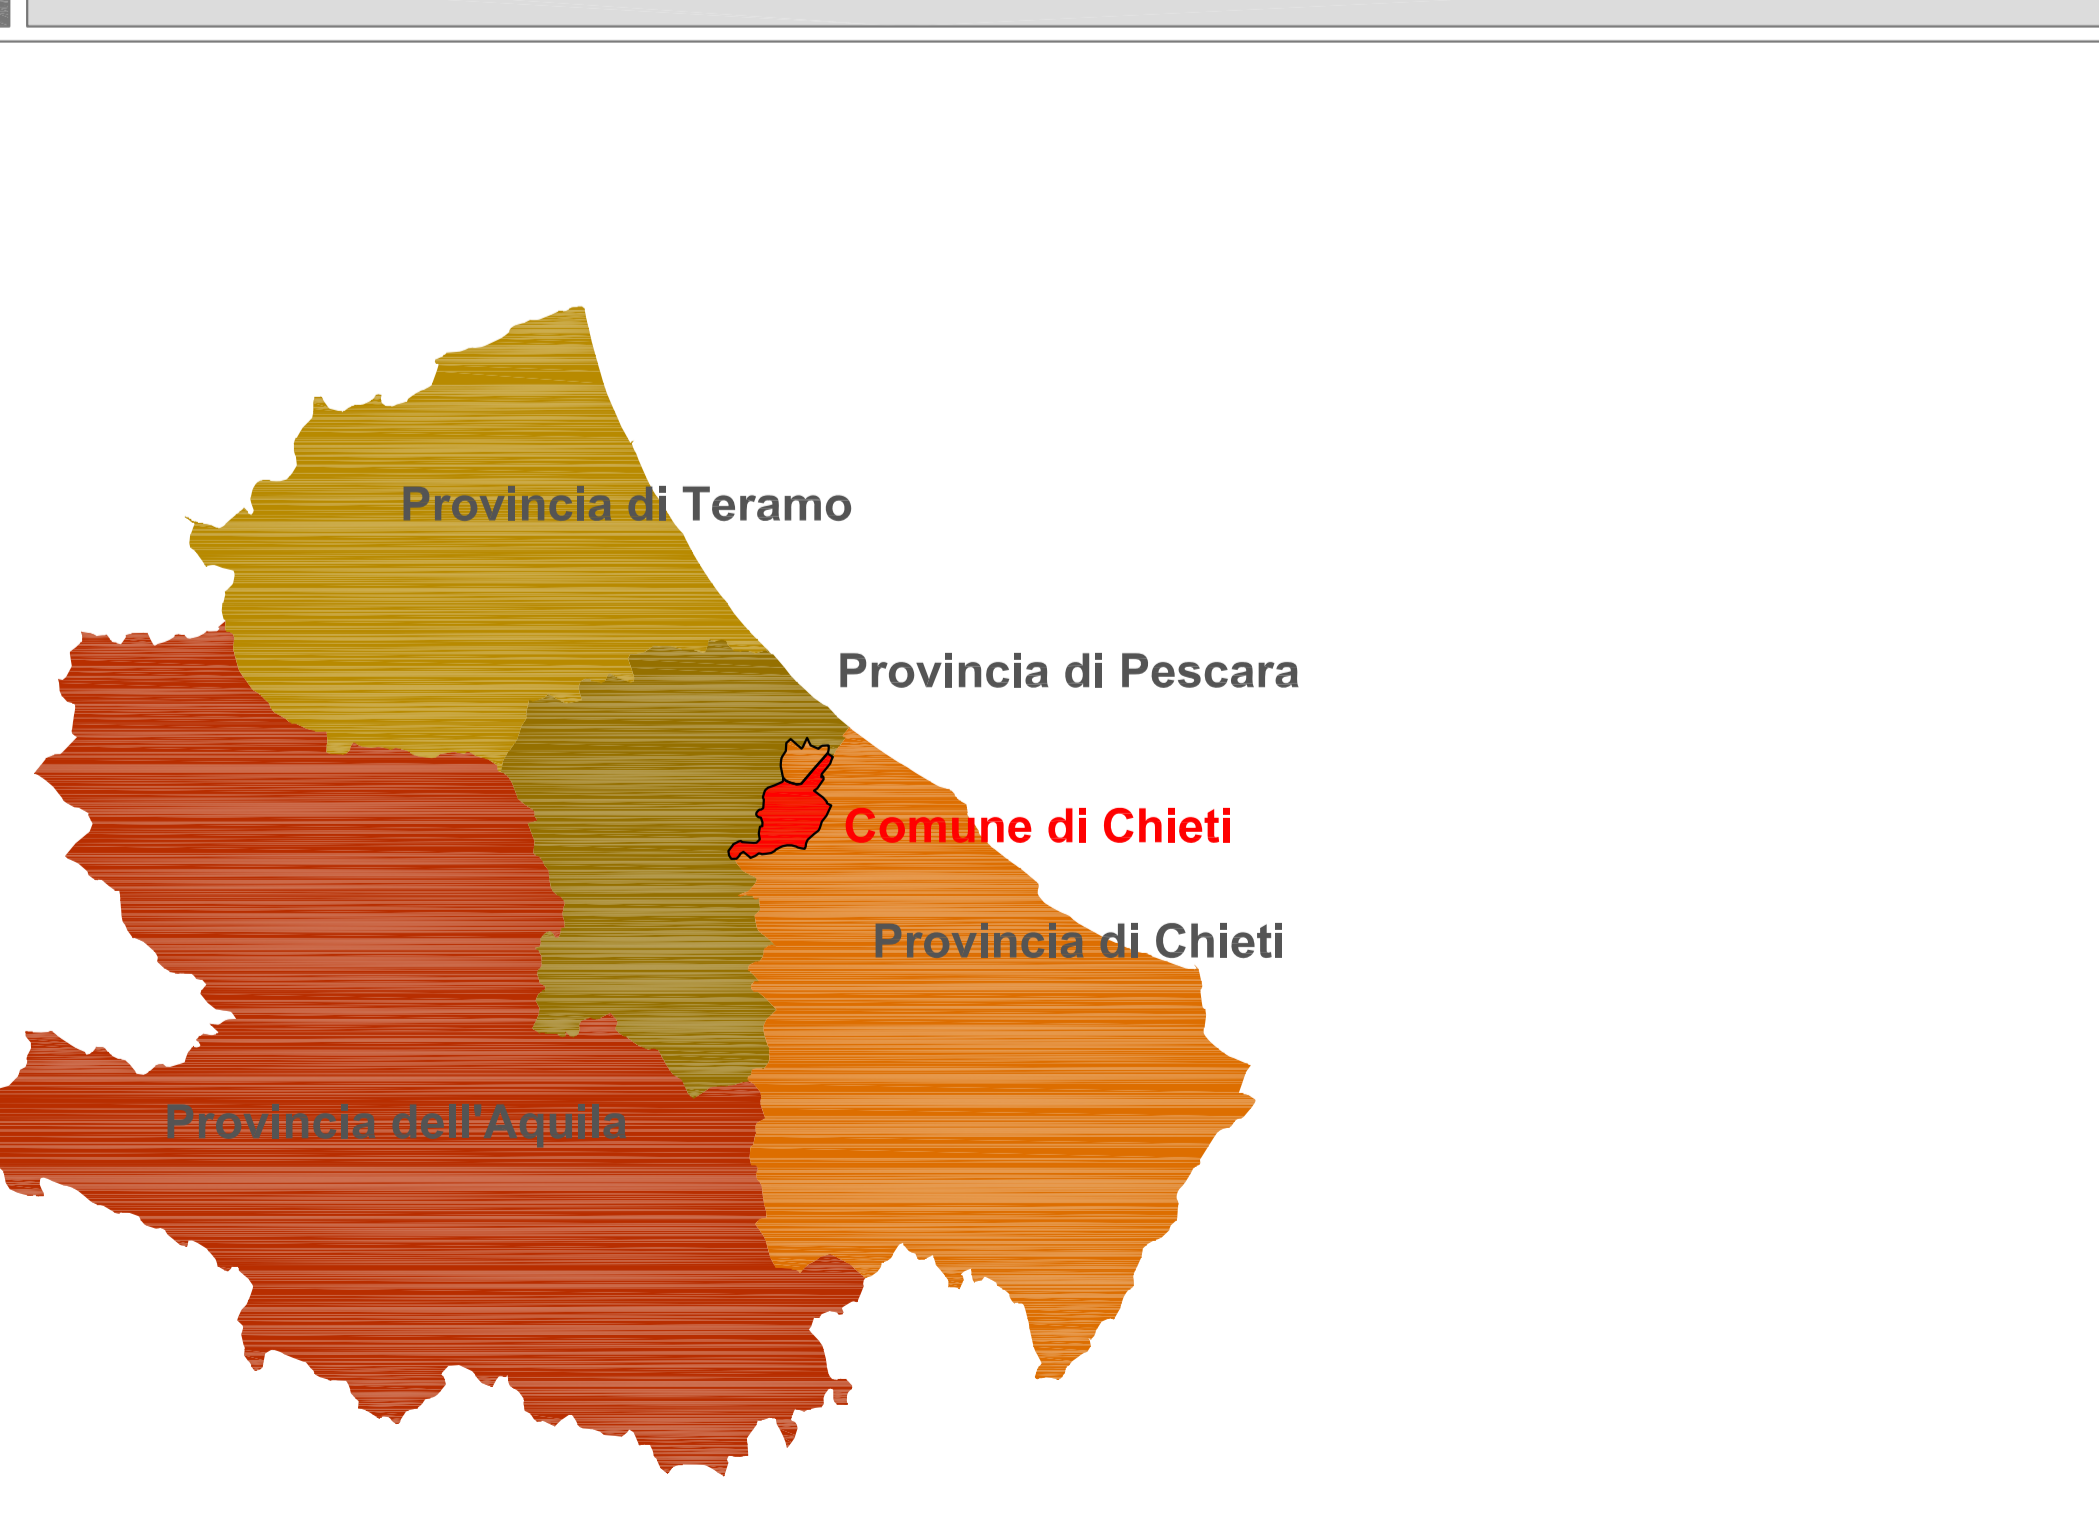 Provincia di Teramo
Provincia di Pescara
Comune di Chieti
Provincia di Chieti
Provincia dell'Aquila